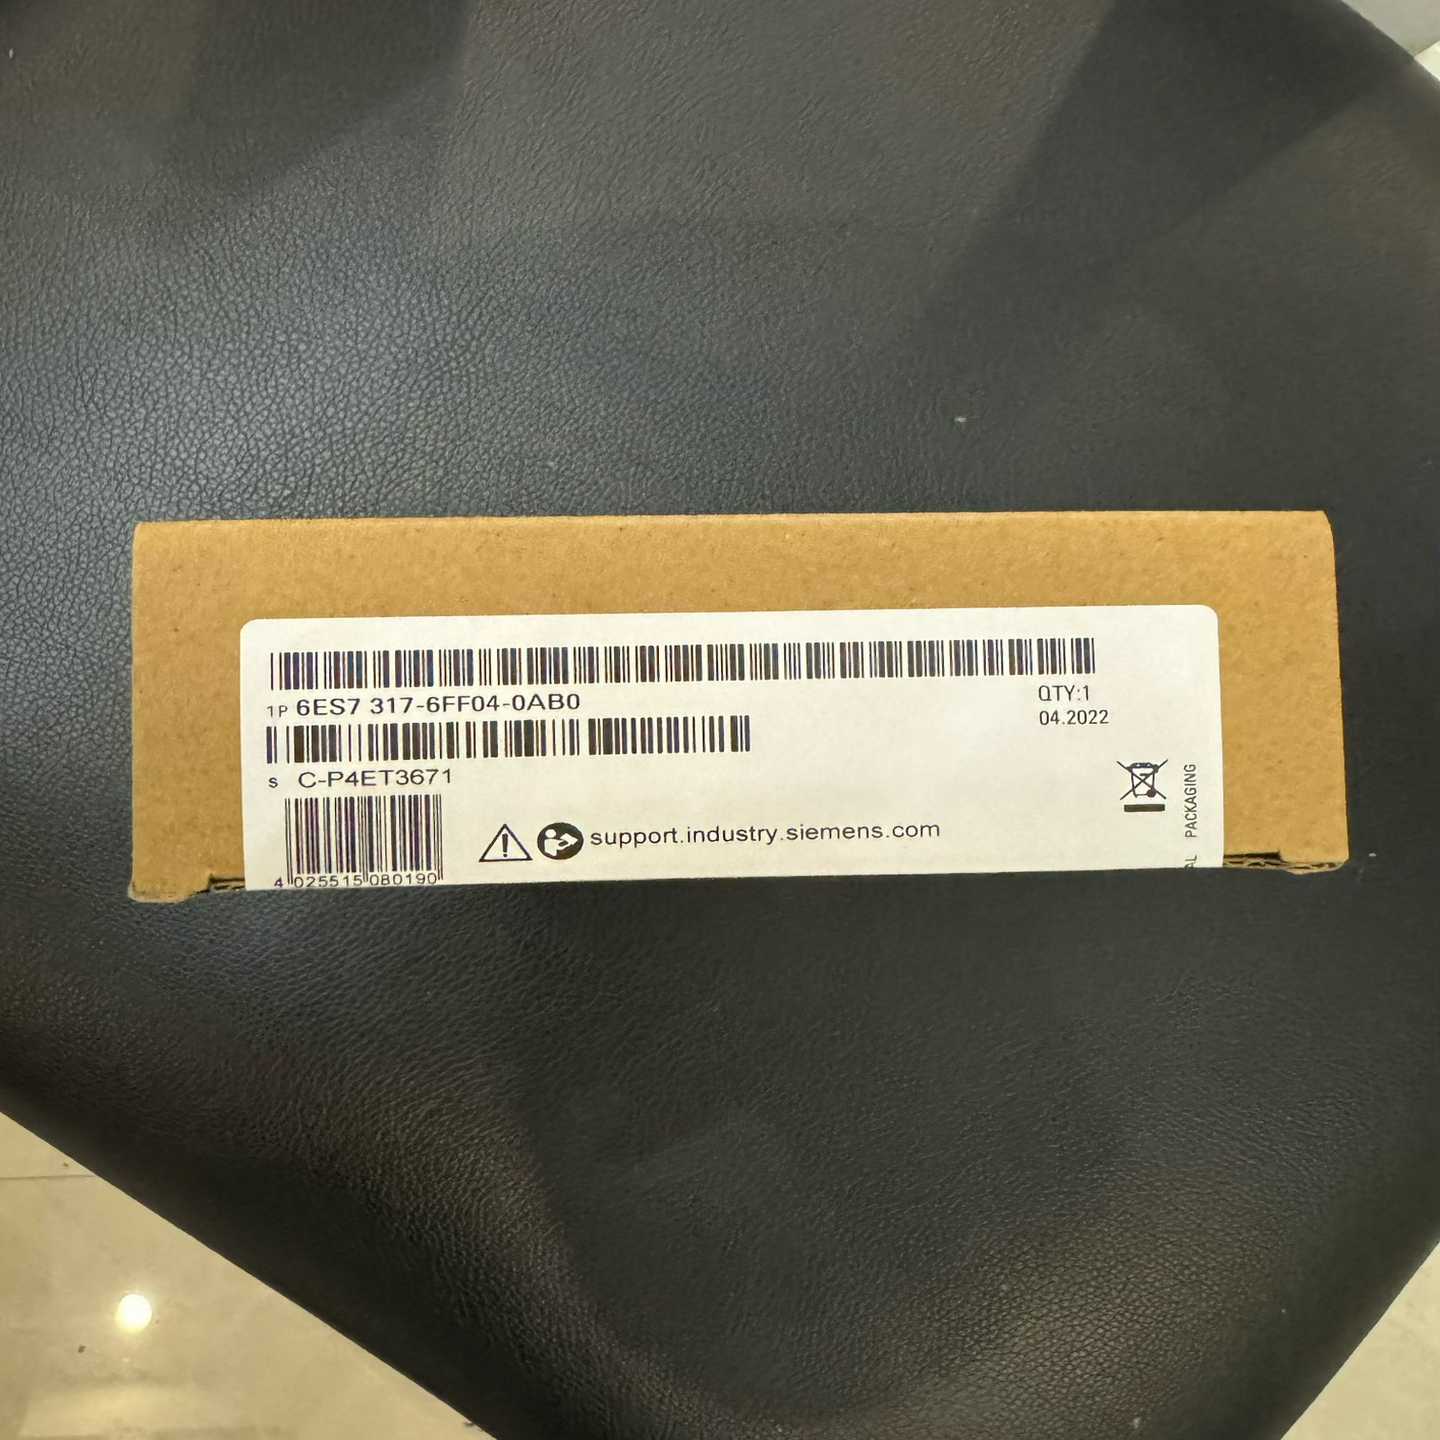 1P 6ES7 317-6FF04-0AB0
QTY:1
04.2022
S C-P4ET3671
4 025515 080190
support.industry.siemens.com
PACKAGING